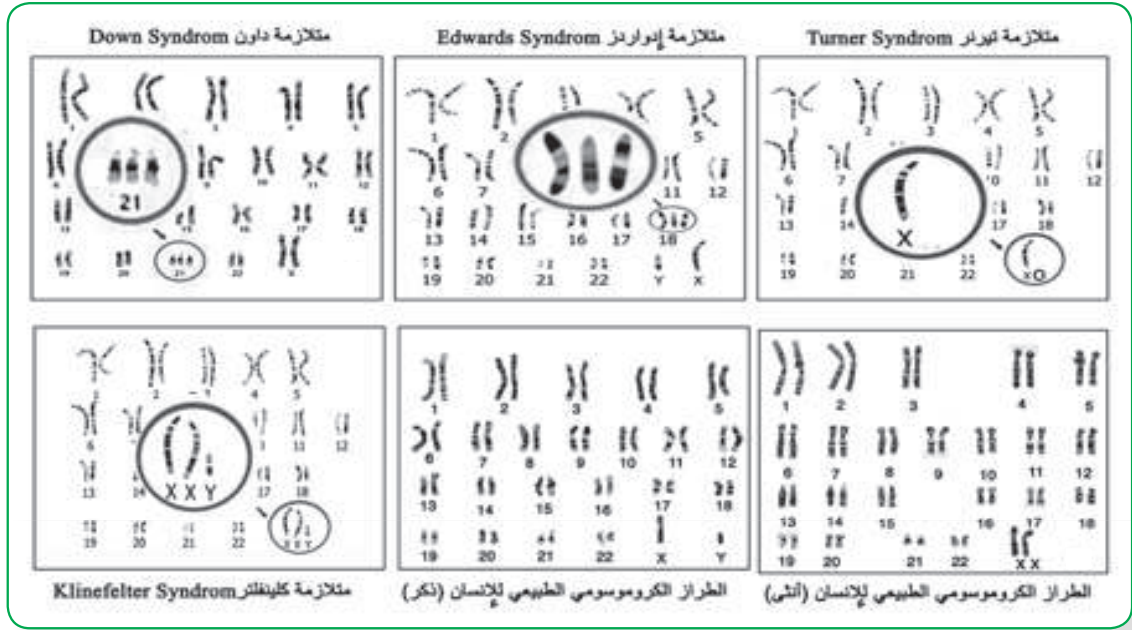 متلازمة داون Down Syndrom
21
متلازمة إدواردز Edwards Syndrom
1 2 5
6 7 11 12
13 14 15 16 17 18
19 20 21 22 Y X
متلازمة تيرنر Turner Syndrom
2 3 4 5
6 7 11 12
X
13 14 17 18
19 20 21 22 X O
2 4 5
6 11 12
X X Y
13 14 17 18
19 20 21 22 X X Y
متلازمة كلينفلتر Klinefelter Syndrom
1 2 3 4 5
6 7 8 9 10 11 12
13 14 15 16 17 18
19 20 21 22 X Y
الطراز الكروموسومي الطبيعي للإنسان (ذكر)
1 2 3 4 5
6 7 8 9 10 11 12
13 14 15 16 17 18
19 20 21 22 X X
الطراز الكروموسومي الطبيعي للإنسان (أنثى)